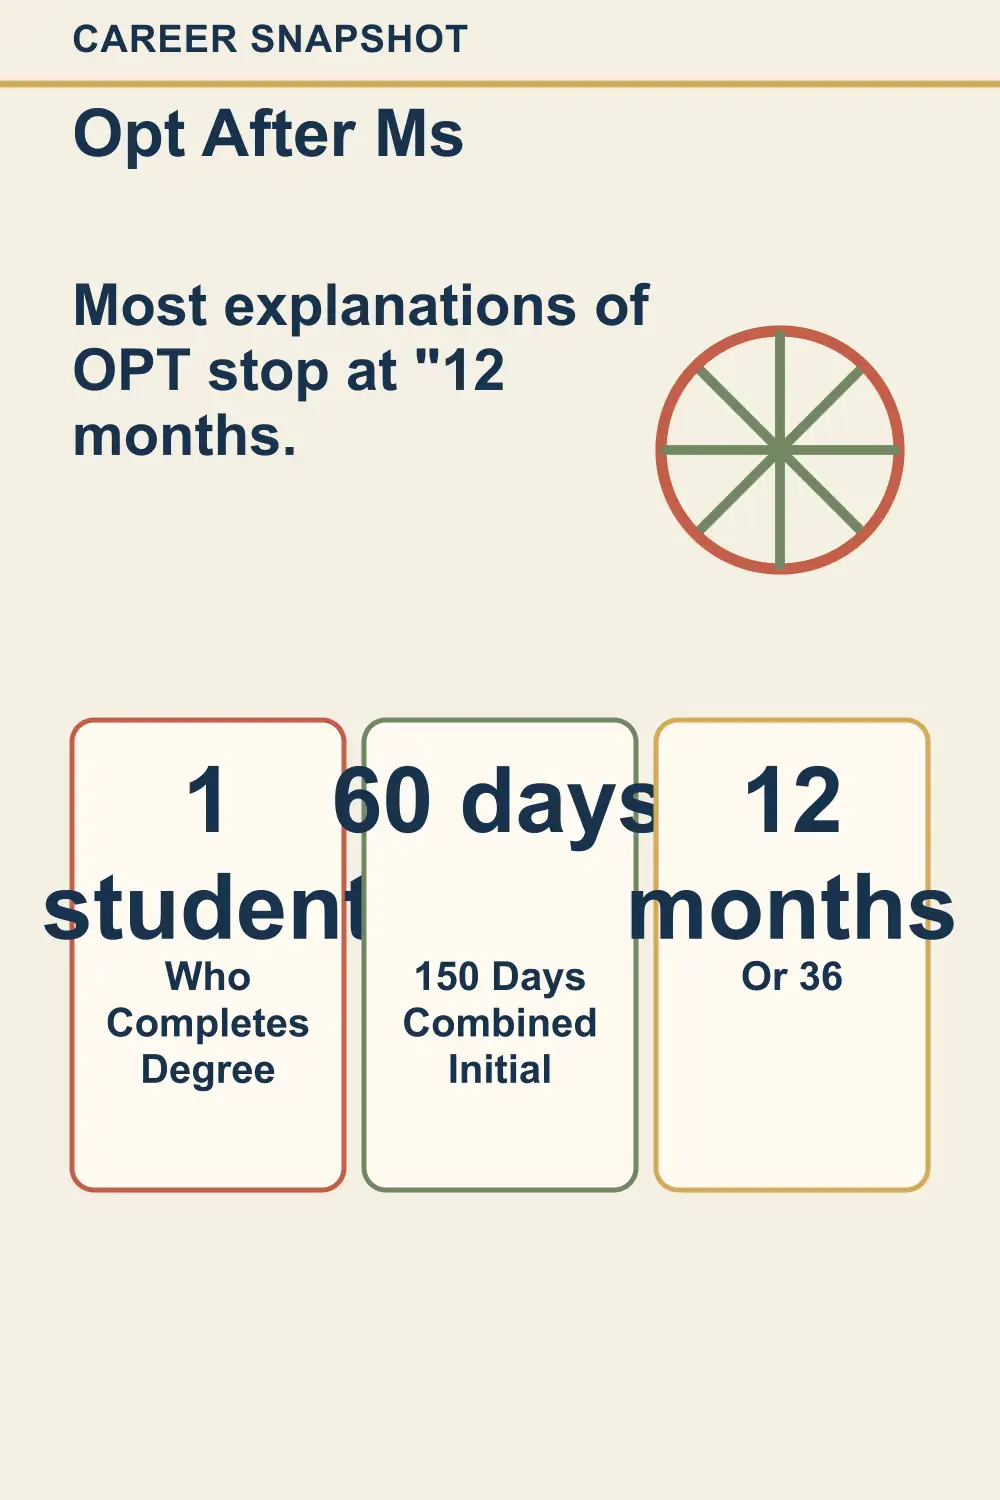 CAREER SNAPSHOT
Opt After Ms
Most explanations of
OPT stop at "12
months.
1
student
Who
Completes
Degree
60 days
150 Days
Combined
Initial
12
months
Or 36